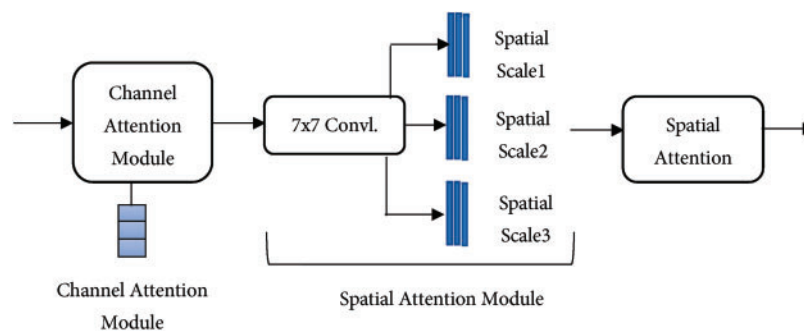 Channel
Attention
Module
7x7 Convl.
Spatial
Scale1
Spatial
Scale2
Spatial
Scale3
Spatial
Attention
Channel Attention
Module
Spatial Attention Module